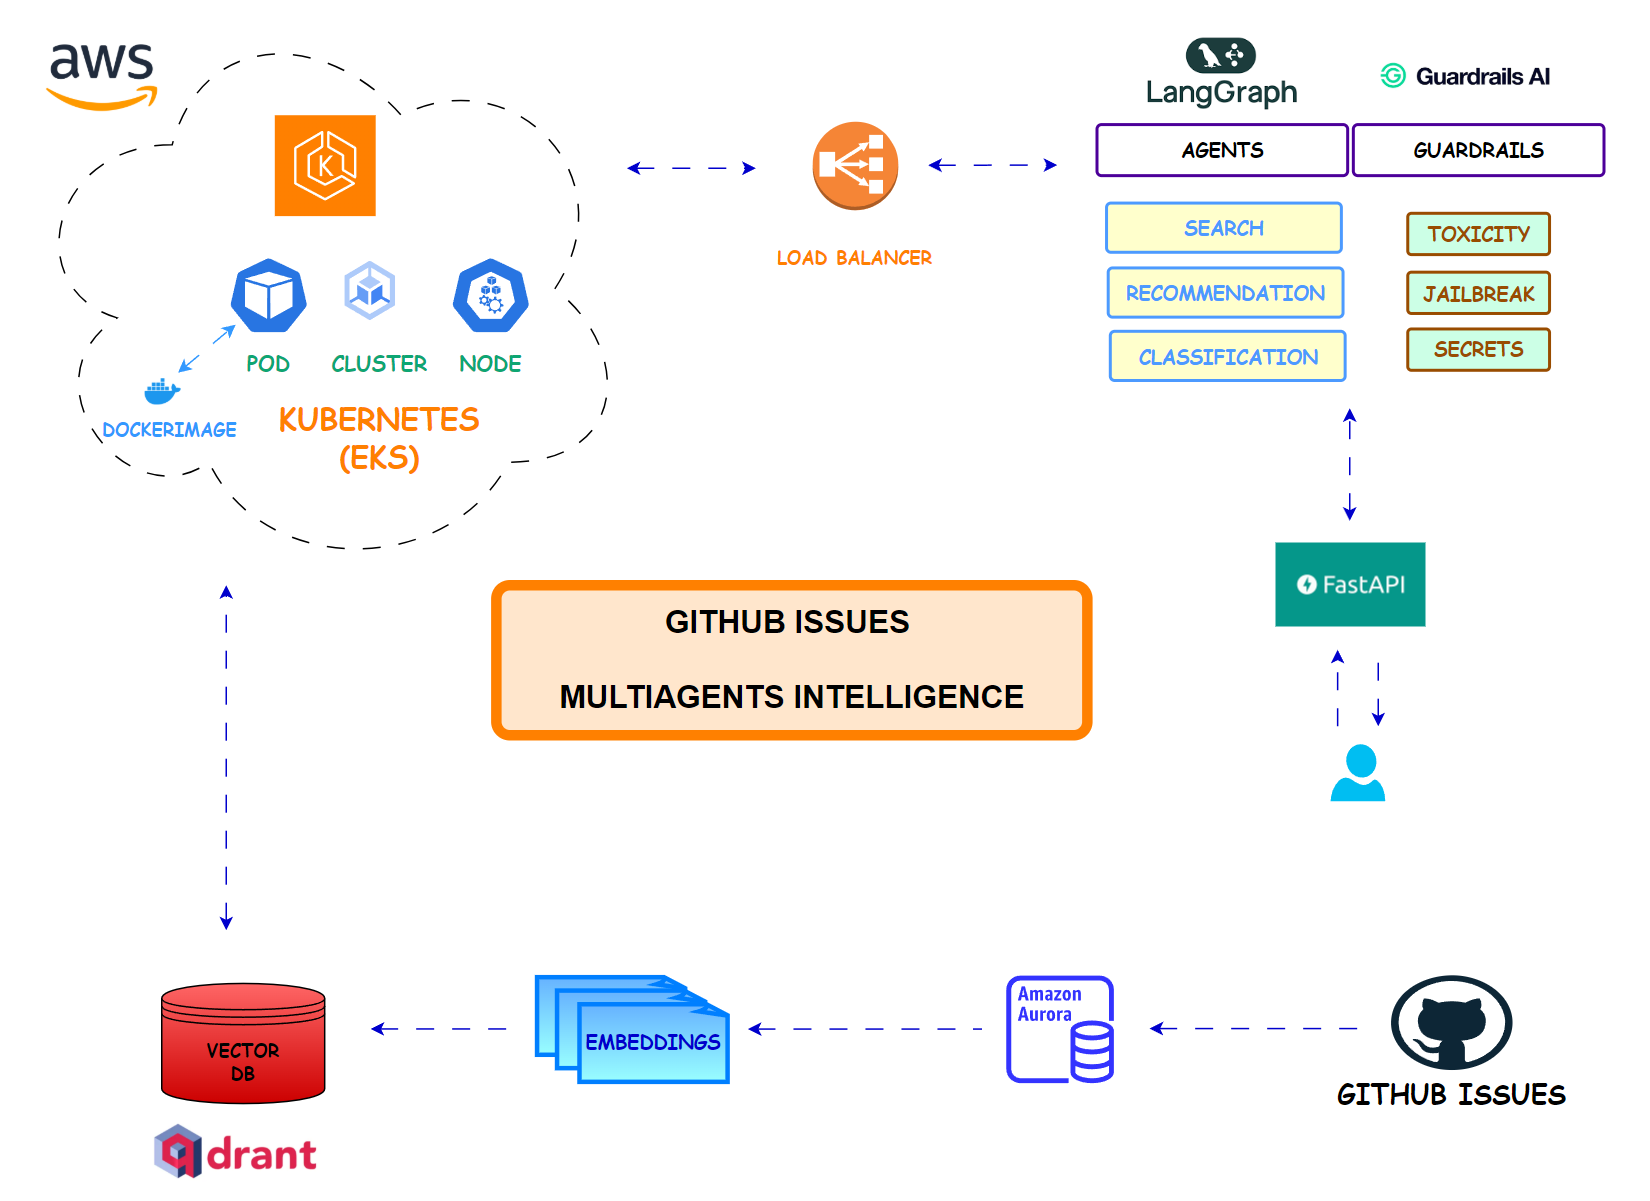 aws
LangGraph
Guardrails AI
AGENTS
GUARDRAILS
K
LOAD BALANCER
SEARCH
TOXICITY
RECOMMENDATION
JAILBREAK
CLASSIFICATION
SECRETS
POD
CLUSTER
NODE
DOCKERIMAGE
KUBERNETES
(EKS)
FastAPI
GITHUB ISSUES
MULTIAGENTS INTELLIGENCE
VECTOR
DB
EMBEDDINGS
Amazon
Aurora
GITHUB ISSUES
qdrant